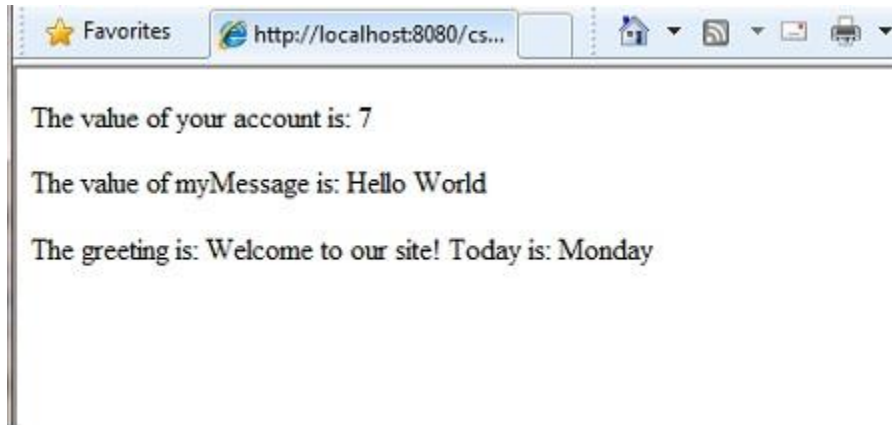 Favorites
http://localhost:8080/cs...
The value of your account is: 7
The value of myMessage is: Hello World
The greeting is: Welcome to our site! Today is: Monday